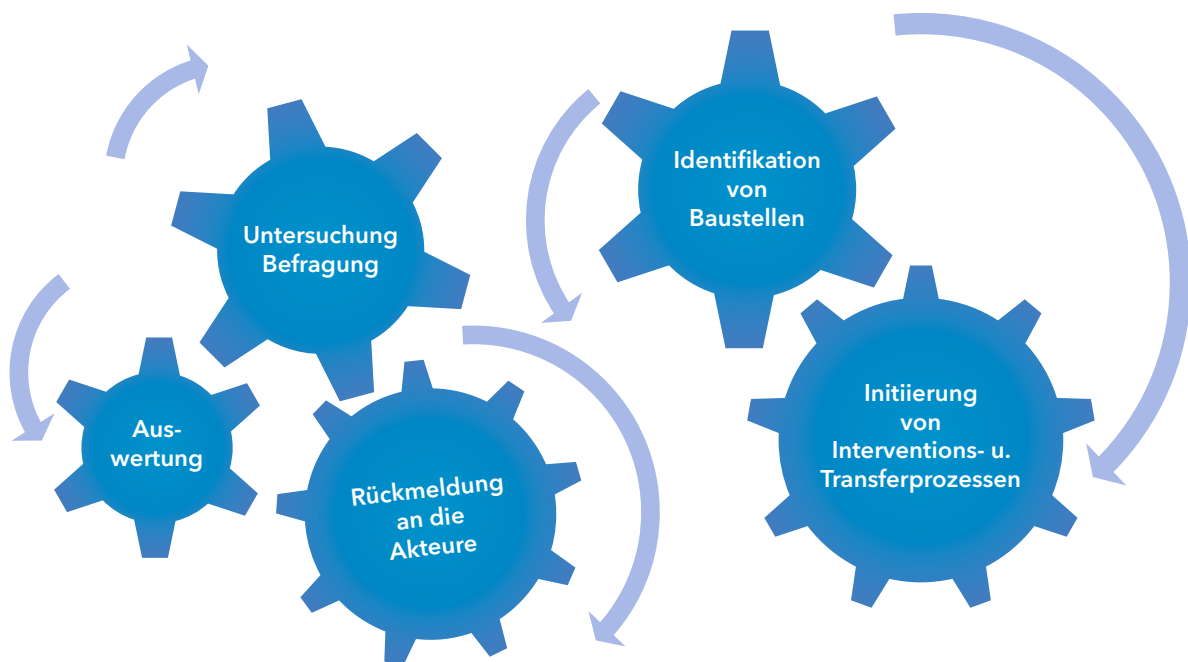 Untersuchung
Befragung
Aus-
wertung
Rückmeldung
an die
Akteure
Identifikation
von
Baustellen
Initiierung
von
Interventions- u.
Transferprozessen